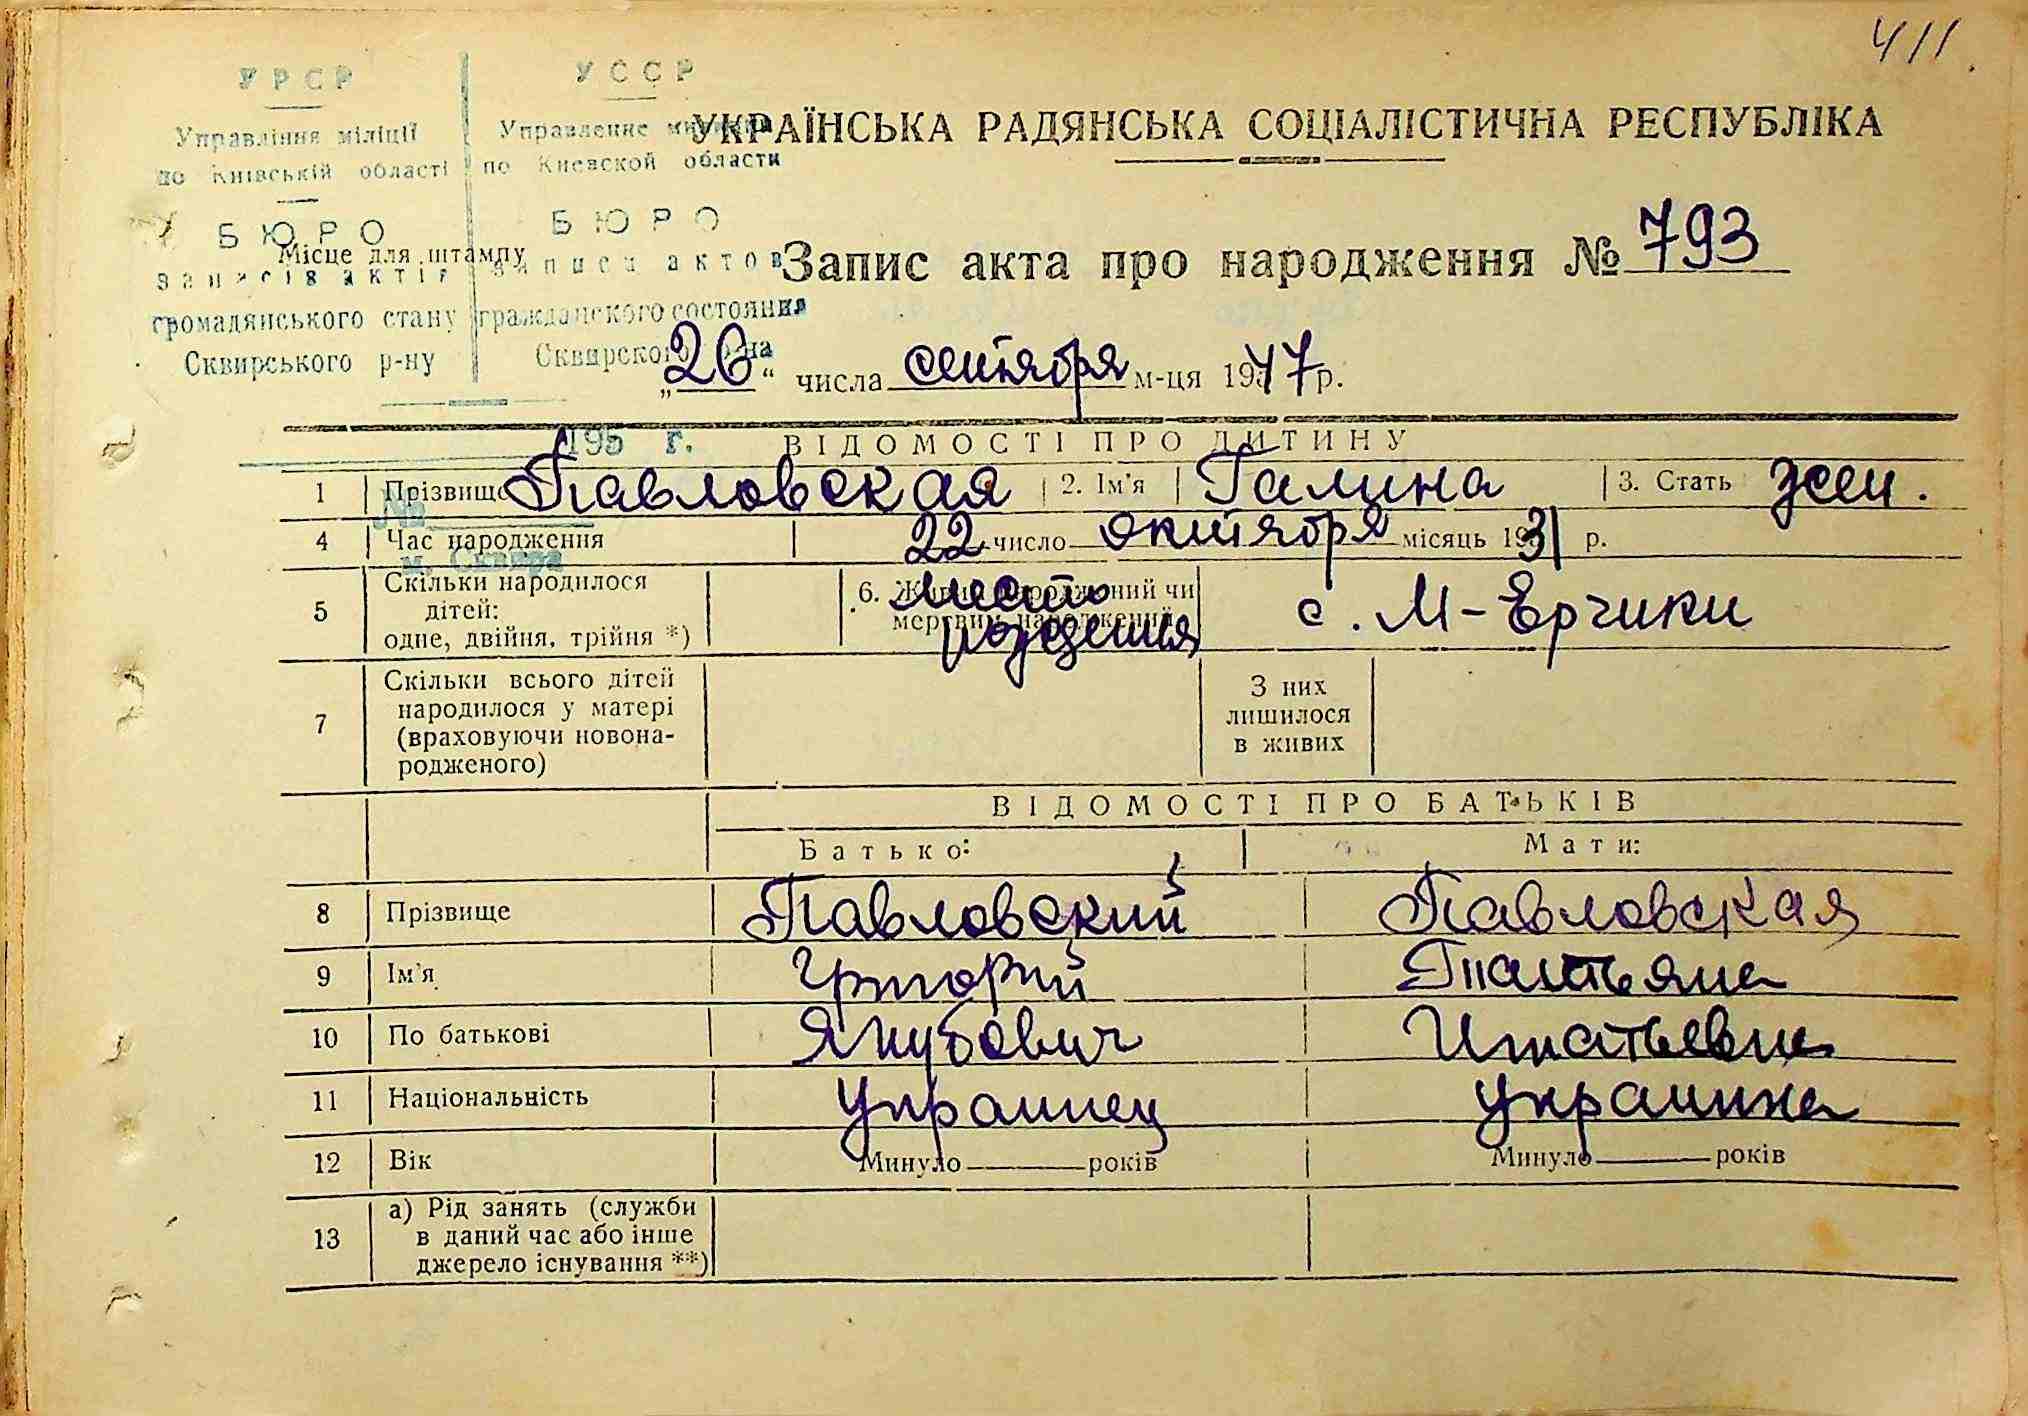 411.
УРСР
Управління міліції
по Київській області
БЮРО
записів актів
громадянського стану
Сквирського р-ну
УССР
Управление милиции
по Киевской области
БЮРО
записи актов
гражданского состояния
Сквирского р-на
195 г.
№
м. Сквира
Місце для штампу
УКРАЇНСЬКА РАДЯНСЬКА СОЦІАЛІСТИЧНА РЕСПУБЛІКА
Запис акта про народження № 793
„26“ числа сентября м-ця 1947 р.
ВІДОМОСТІ ПРО ДИТИНУ
1 Прізвище Павловская 2. Ім'я Галина 3. Стать жен.
4 Час народження 22 число октября місяць 1931 р.
5 Скільки народилося дітей: одне, двійня, трійня *) 6. Живий народжений чи мертвий народжений место рождения с. М-Ерчики
7 Скільки всього дітей народилося у матері (враховуючи новонародженого) З них лишилося в живих
ВІДОМОСТІ ПРО БАТЬКІВ
Батько: Мати:
8 Прізвище Павловский Павловская
9 Ім'я Григорий Татьяна
10 По батькові Якубович Игнатьевна
11 Національність Украинец Украинка
12 Вік Минуло років Минуло років
13 а) Рід занять (служби в даний час або інше джерело існування **)